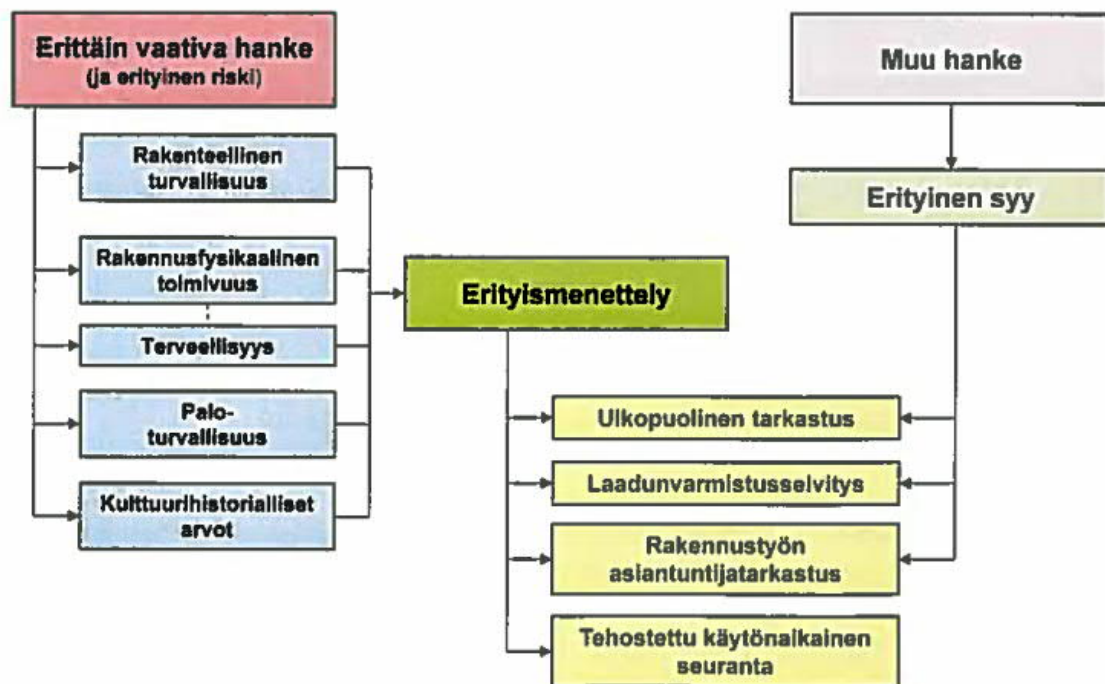 Erittäin vaativa hanke
(ja erityinen riski)
Rakenteellinen
turvallisuus
Rakennusfysikaalinen
toimivuus
Terveellisyys
Palo-
turvallisuus
Kulttuurihistorialliset
arvot
Erityismenettely
Muu hanke
Erityinen syy
Ulkopuolinen tarkastus
Laadunvarmistusselvitys
Rakennustyön
asiantuntijatarkastus
Tehostettu käytönaikainen
seuranta